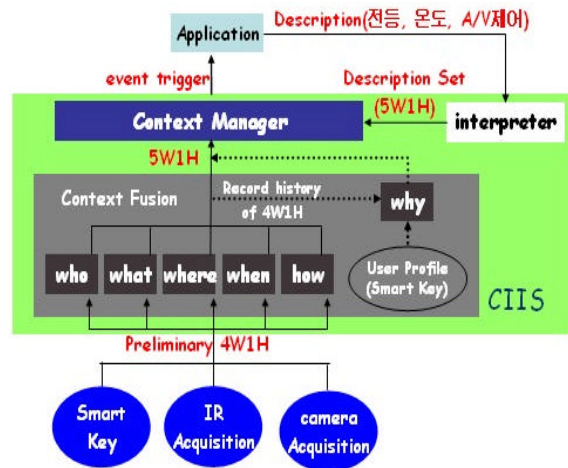 Description(전등, 온도, A/V제어)
Application
event trigger
Description Set
(5W1H)
Context Manager
interpreter
5W1H
Context Fusion
Record history
of 4W1H
why
who
what
where
when
how
User Profile
(Smart Key)
CIIS
Preliminary 4W1H
Smart
Key
IR
Acquisition
camera
Acquisition